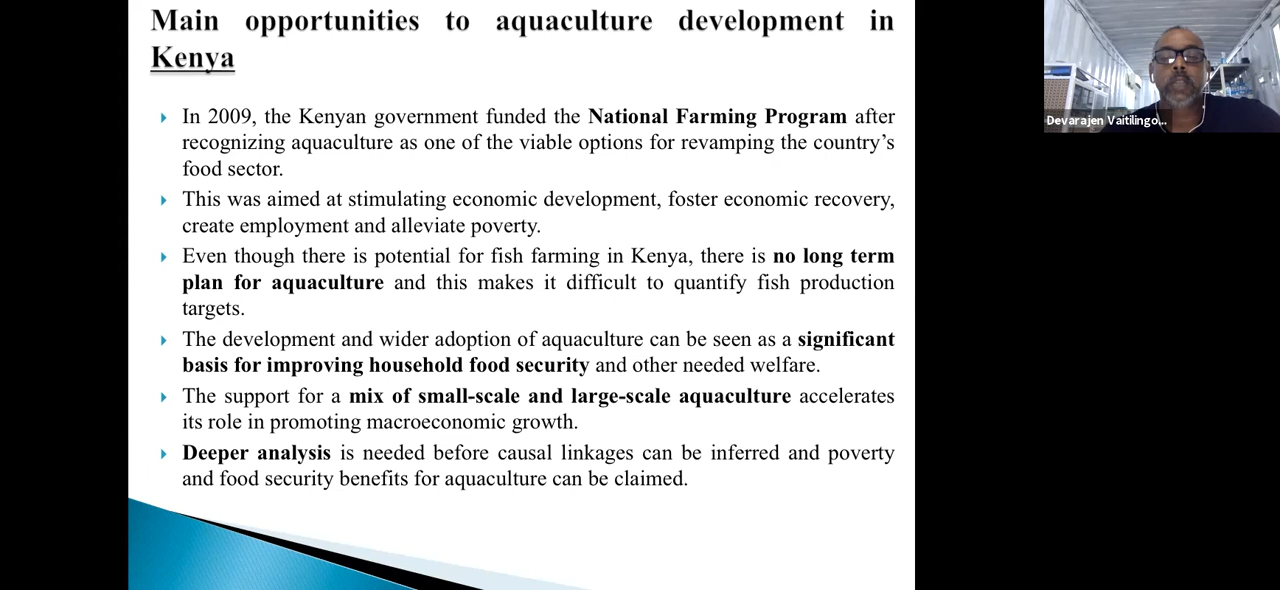 Main opportunities to aquaculture development in
Kenya
In 2009, the Kenyan government funded the National Farming Program after
recognizing aquaculture as one of the viable options for revamping the country's
food sector.
This was aimed at stimulating economic development, foster economic recovery,
create employment and alleviate poverty.
Even though there is potential for fish farming in Kenya, there is no long term
plan for aquaculture and this makes it difficult to quantify fish production
targets.
The development and wider adoption of aquaculture can be seen as a significant
basis for improving household food security and other needed welfare.
The support for a mix of small-scale and large-scale aquaculture accelerates
its role in promoting macroeconomic growth.
Deeper analysis is needed before causal linkages can be inferred and poverty
and food security benefits for aquaculture can be claimed.
Devarajen Vaitilingo...